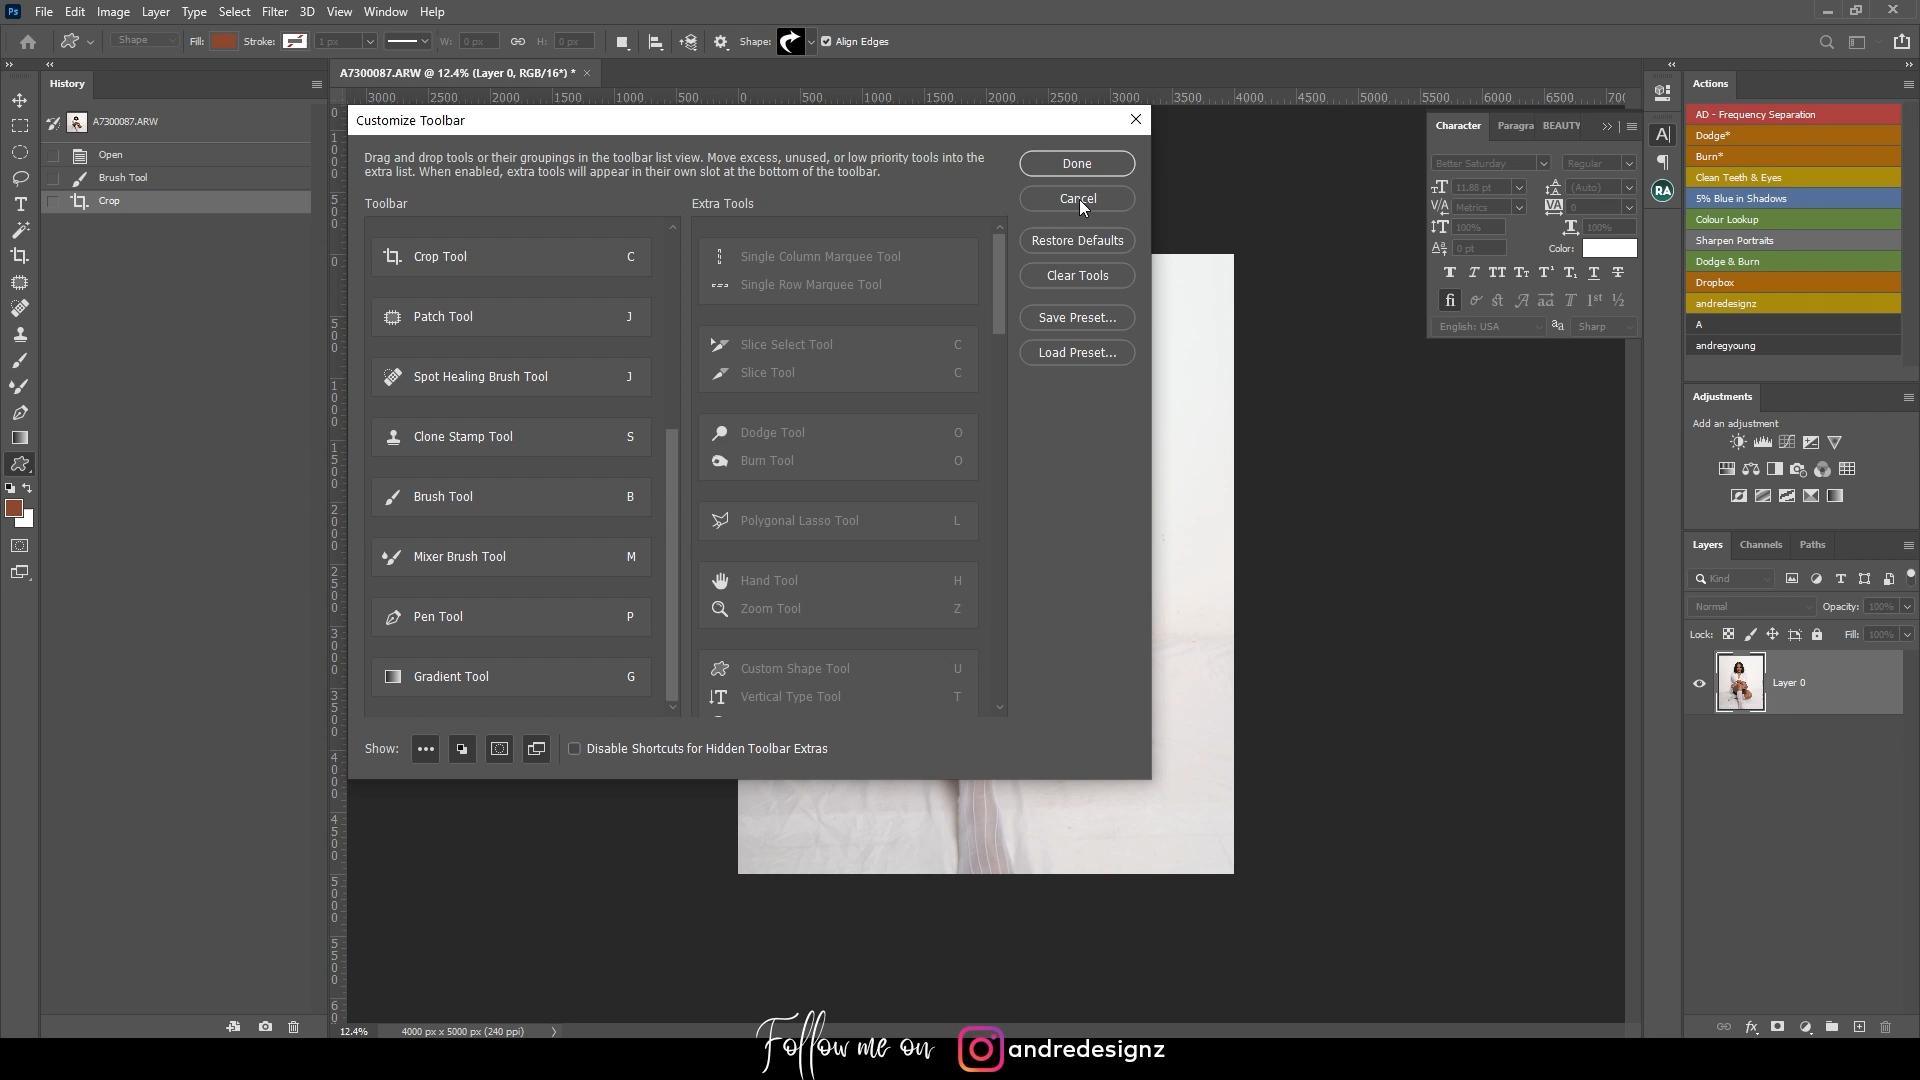 Ps File Edit Image Layer Type Select Filter 3D View Window Help
Shape Fill: Stroke: 1 px W: 0 px H: 0 px Shape: Align Edges
History
A7300087.ARW
Open
Brush Tool
Crop
A7300087.ARW @ 12.4% (Layer 0, RGB/16*) * ×
3000 2500 2000 1500 1000 500 0 500 1000 1500 2000 2500 3000 3500 4000 4500 5000 5500 6000 6500
Customize Toolbar
Drag and drop tools or their groupings in the toolbar list view. Move excess, unused, or low priority tools into the
extra list. When enabled, extra tools will appear in their own slot at the bottom of the toolbar.
Toolbar
Crop Tool C
Patch Tool J
Spot Healing Brush Tool J
Clone Stamp Tool S
Brush Tool B
Mixer Brush Tool M
Pen Tool P
Gradient Tool G
Extra Tools
Single Column Marquee Tool
Single Row Marquee Tool
Slice Select Tool C
Slice Tool C
Dodge Tool O
Burn Tool O
Polygonal Lasso Tool L
Hand Tool H
Zoom Tool Z
Custom Shape Tool U
Vertical Type Tool T
Done
Cancel
Restore Defaults
Clear Tools
Save Preset...
Load Preset...
Show: Disable Shortcuts for Hidden Toolbar Extras
Character Paragra BEAUTY
Better Saturday Regular
11.88 pt (Auto)
Metrics 0
100% 100%
0 pt Color:
English: USA aa Sharp
RA
Actions
AD - Frequency Separation
Dodge*
Burn*
Clean Teeth & Eyes
5% Blue in Shadows
Colour Lookup
Sharpen Portraits
Dodge & Burn
Dropbox
andredesignz
A
andregyoung
Adjustments
Add an adjustment
Layers Channels Paths
Kind
Normal Opacity: 100%
Lock: Fill: 100%
Layer 0
12.4% 4000 px x 5000 px (240 ppi)
Follow me on andredesignz